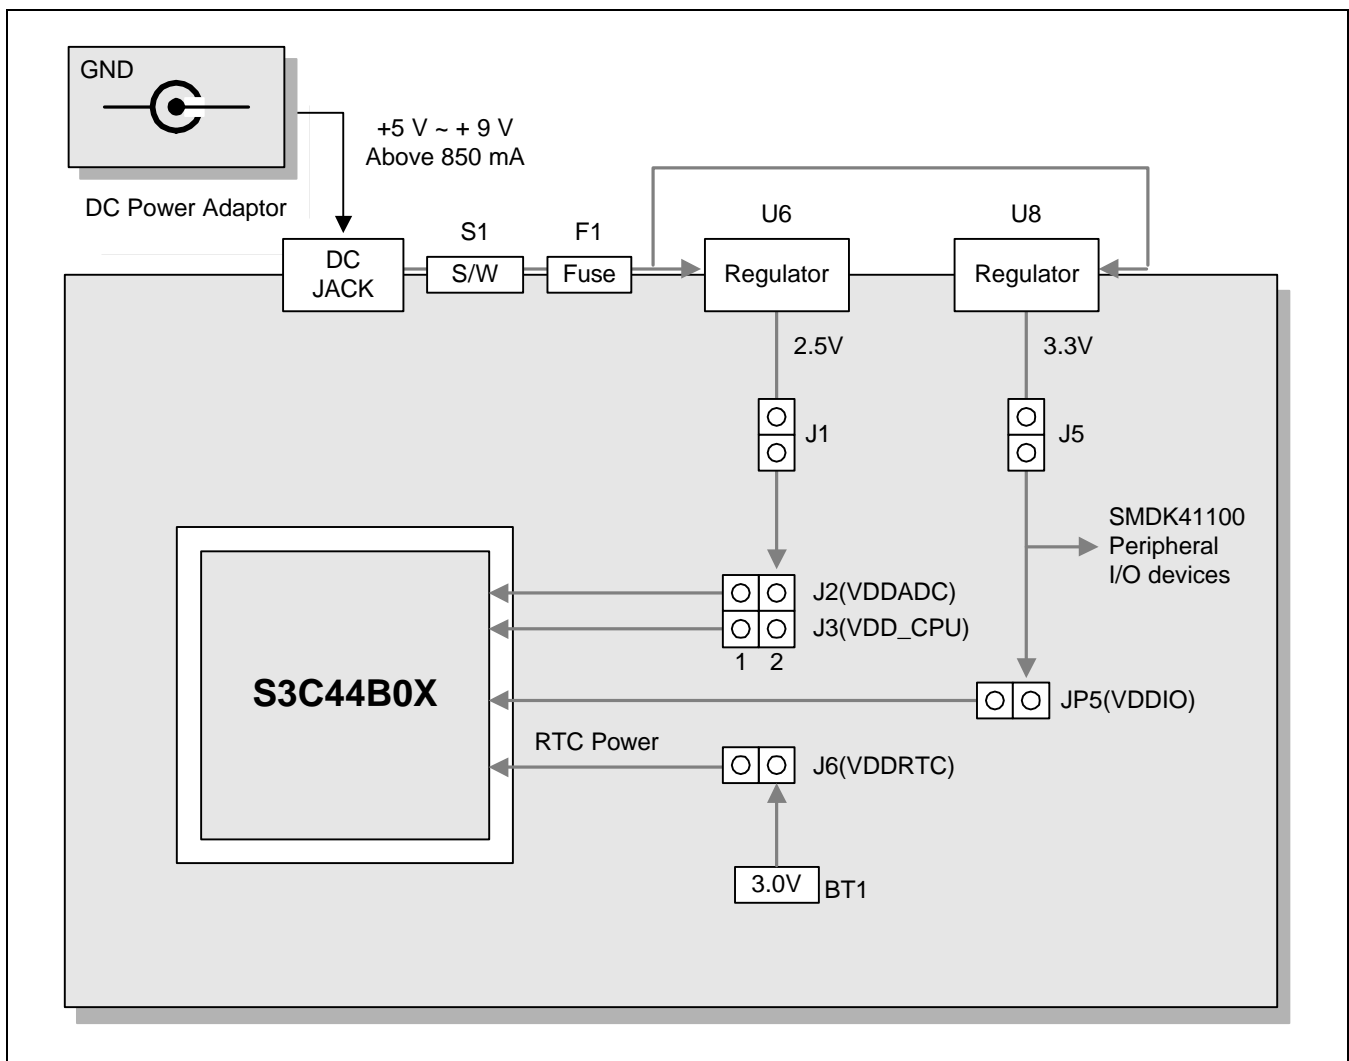 GND
+5 V ~ + 9 V
Above 850 mA
DC Power Adaptor
S1
F1
U6
U8
DC
JACK
S/W
Fuse
Regulator
Regulator
2.5V
3.3V
J1
J5
SMDK41100
Peripheral
I/O devices
J2(VDDADC)
J3(VDD_CPU)
1 2
S3C44B0X
JP5(VDDIO)
RTC Power
J6(VDDRTC)
3.0V
BT1